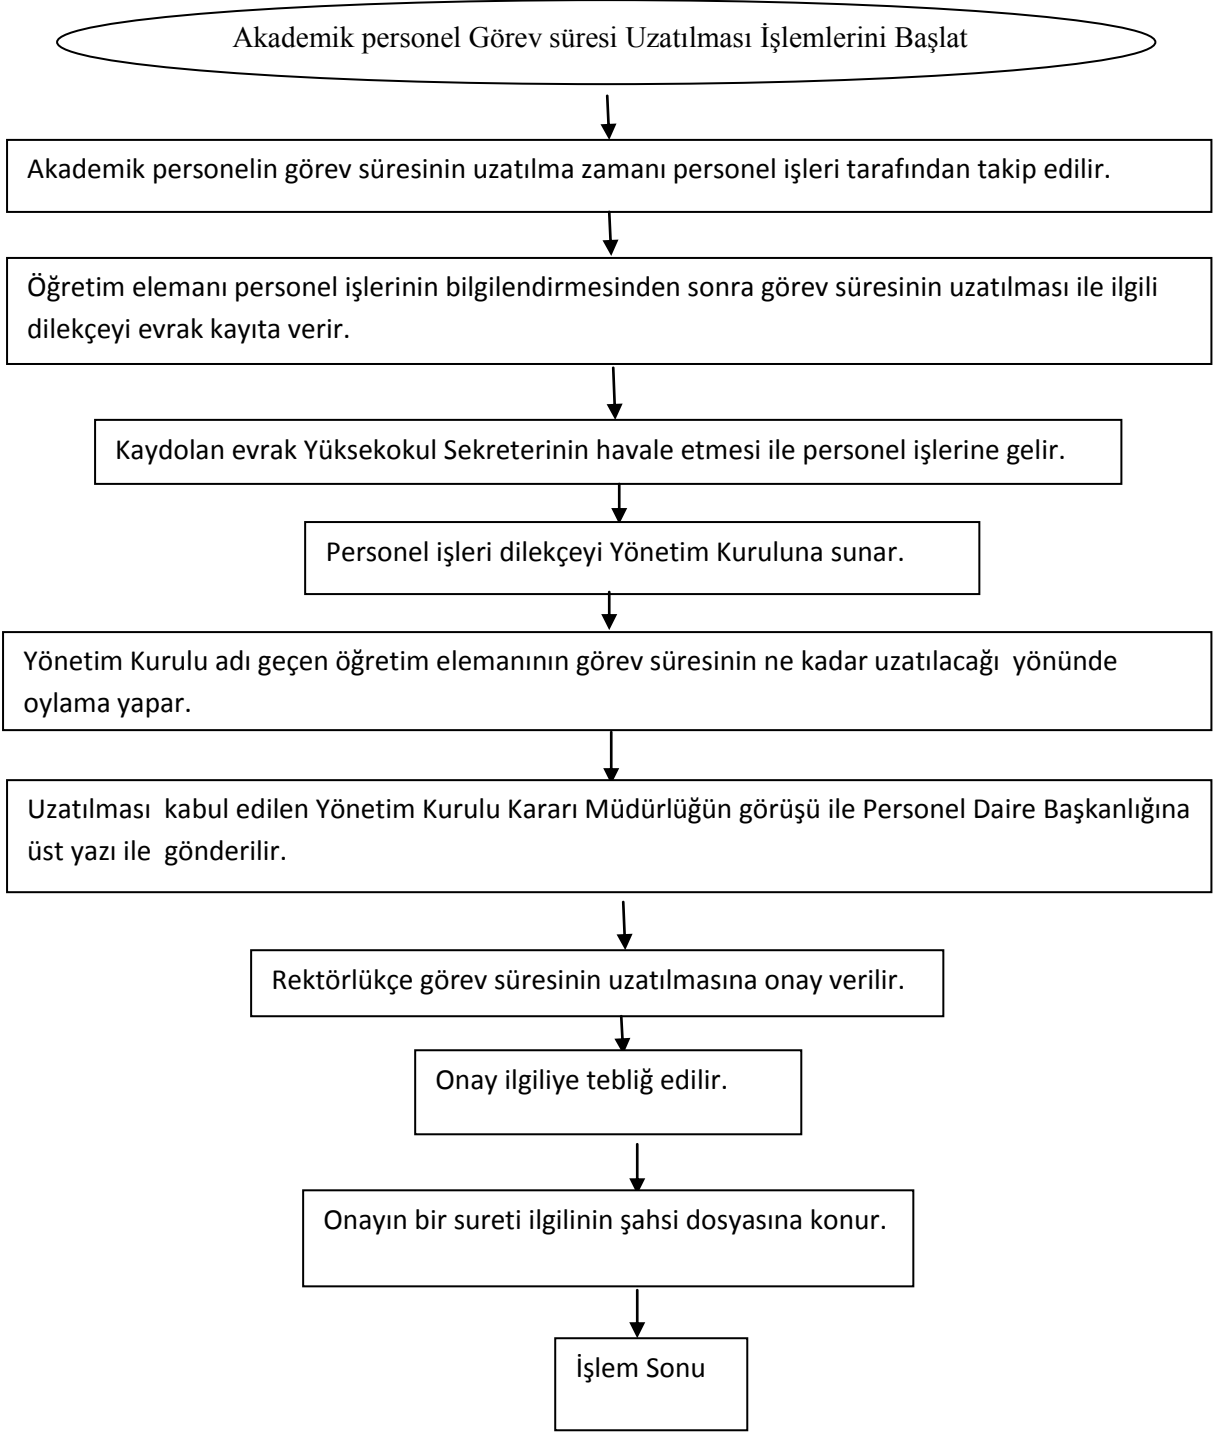 Akademik personel Görev süresi Uzatılması İşlemlerini Başlat
Akademik personelin görev süresinin uzatılma zamanı personel işleri tarafından takip edilir.
Öğretim elemanı personel işlerinin bilgilendirmesinden sonra görev süresinin uzatılması ile ilgili
dilekçeyi evrak kayıta verir.
Kaydolan evrak Yüksekokul Sekreterinin havale etmesi ile personel işlerine gelir.
Personel işleri dilekçeyi Yönetim Kuruluna sunar.
Yönetim Kurulu adı geçen öğretim elemanının görev süresinin ne kadar uzatılacağı  yönünde
oylama yapar.
Uzatılması  kabul edilen Yönetim Kurulu Kararı Müdürlüğün görüşü ile Personel Daire Başkanlığına
üst yazı ile  gönderilir.
Rektörlükçe görev süresinin uzatılmasına onay verilir.
Onay ilgiliye tebliğ edilir.
Onayın bir sureti ilgilinin şahsi dosyasına konur.
İşlem Sonu